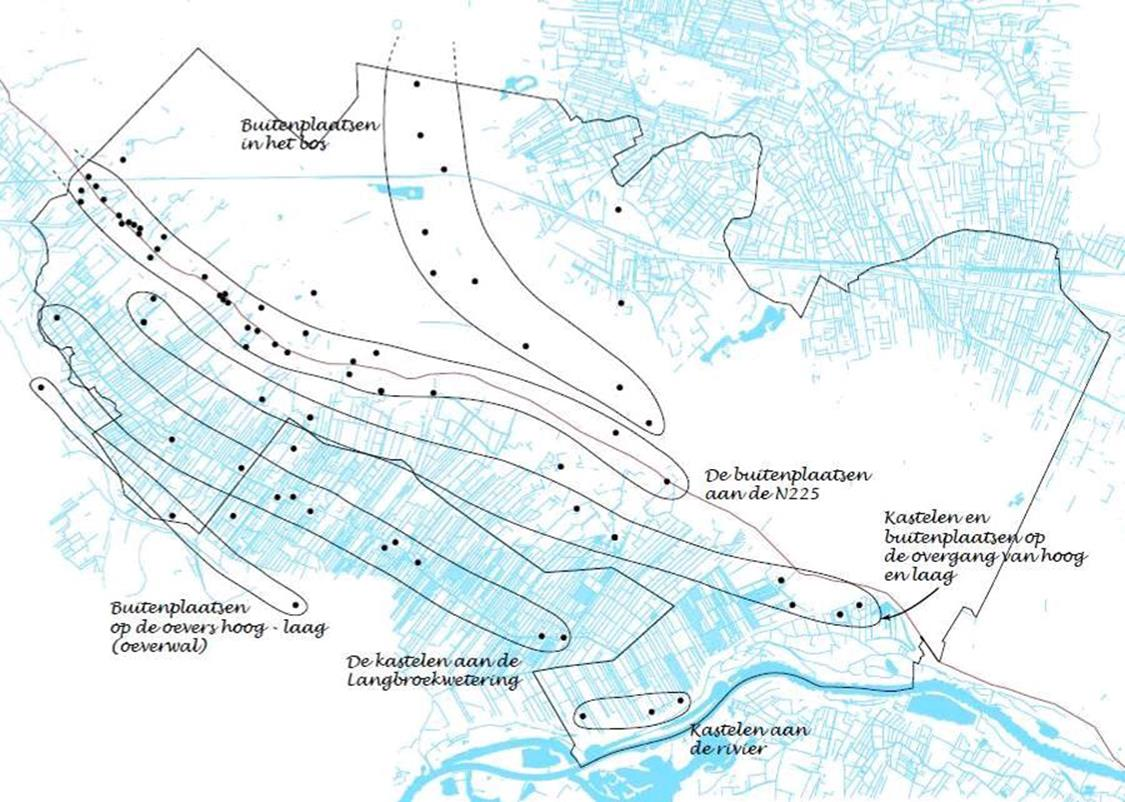 Buitenplaatsen
in het bos
De buitenplaatsen
aan de N225
Kastelen en
buitenplaatsen op
de overgang van hoog
en laag
Buitenplaatsen
op de oevers hoog - laag
(oeverwal)
De kastelen aan de
Langbroekwetering
Kastelen aan
de rivier